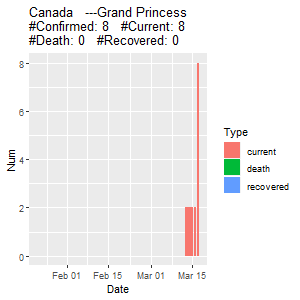 Canada ---Grand Princess
#Confirmed: 8 #Current: 8
#Death: 0 #Recovered: 0
Num
8
6
4
2
0
Feb 01 Feb 15 Mar 01 Mar 15
Date
Type
current
death
recovered